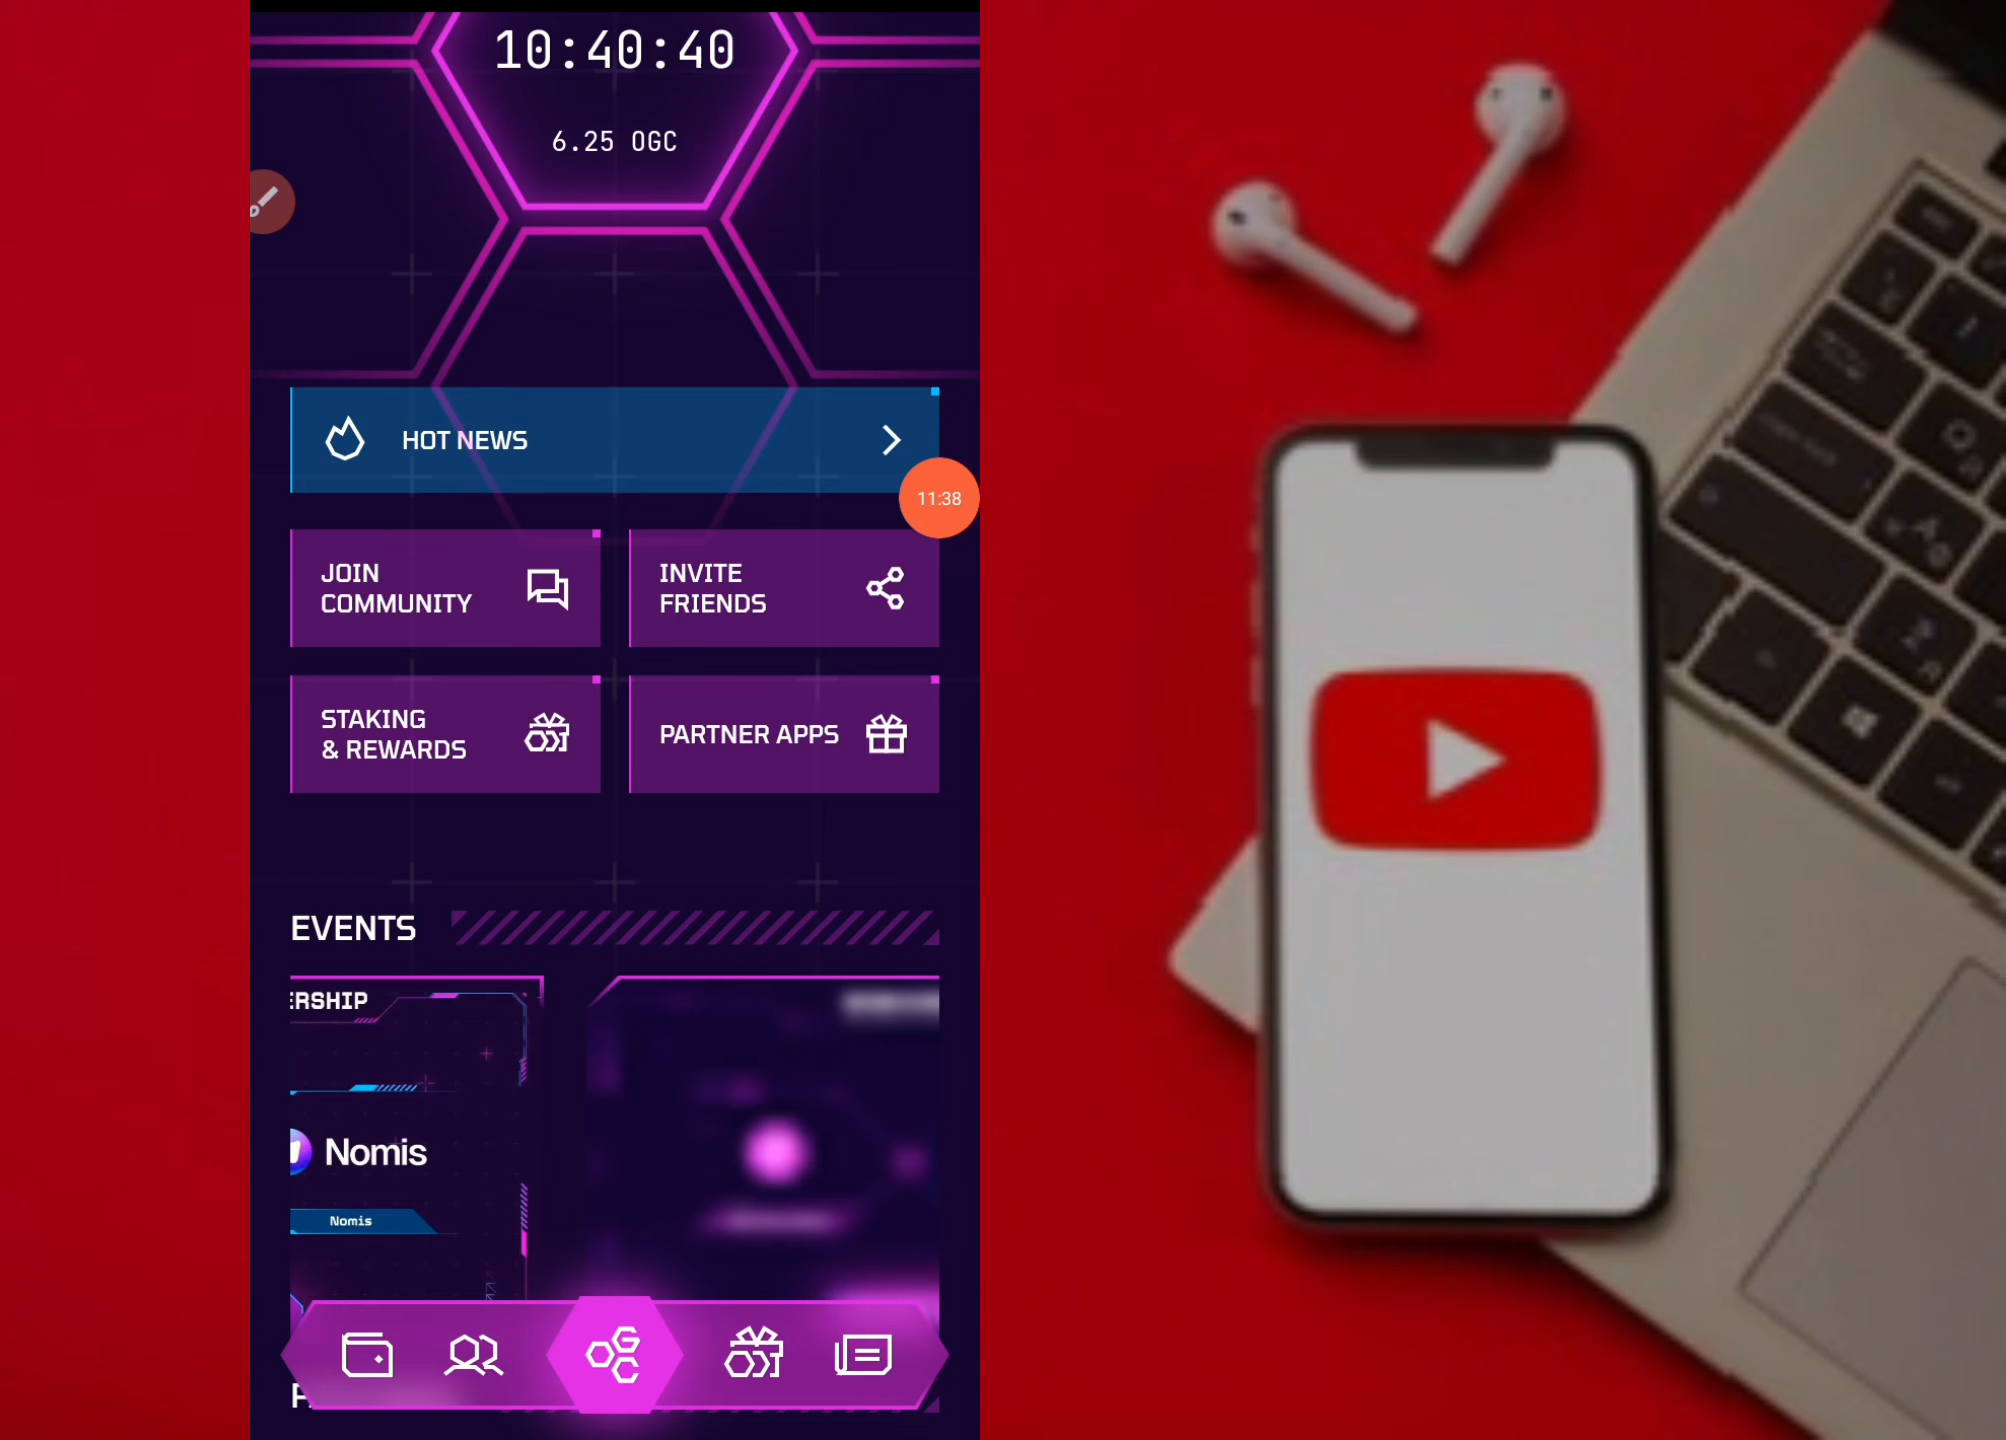 10:40:40
6.25 OGC
HOT NEWS
11:38
JOIN
COMMUNITY
INVITE
FRIENDS
STAKING
& REWARDS
PARTNER APPS
EVENTS
ERSHIP
Nomis
Nomis